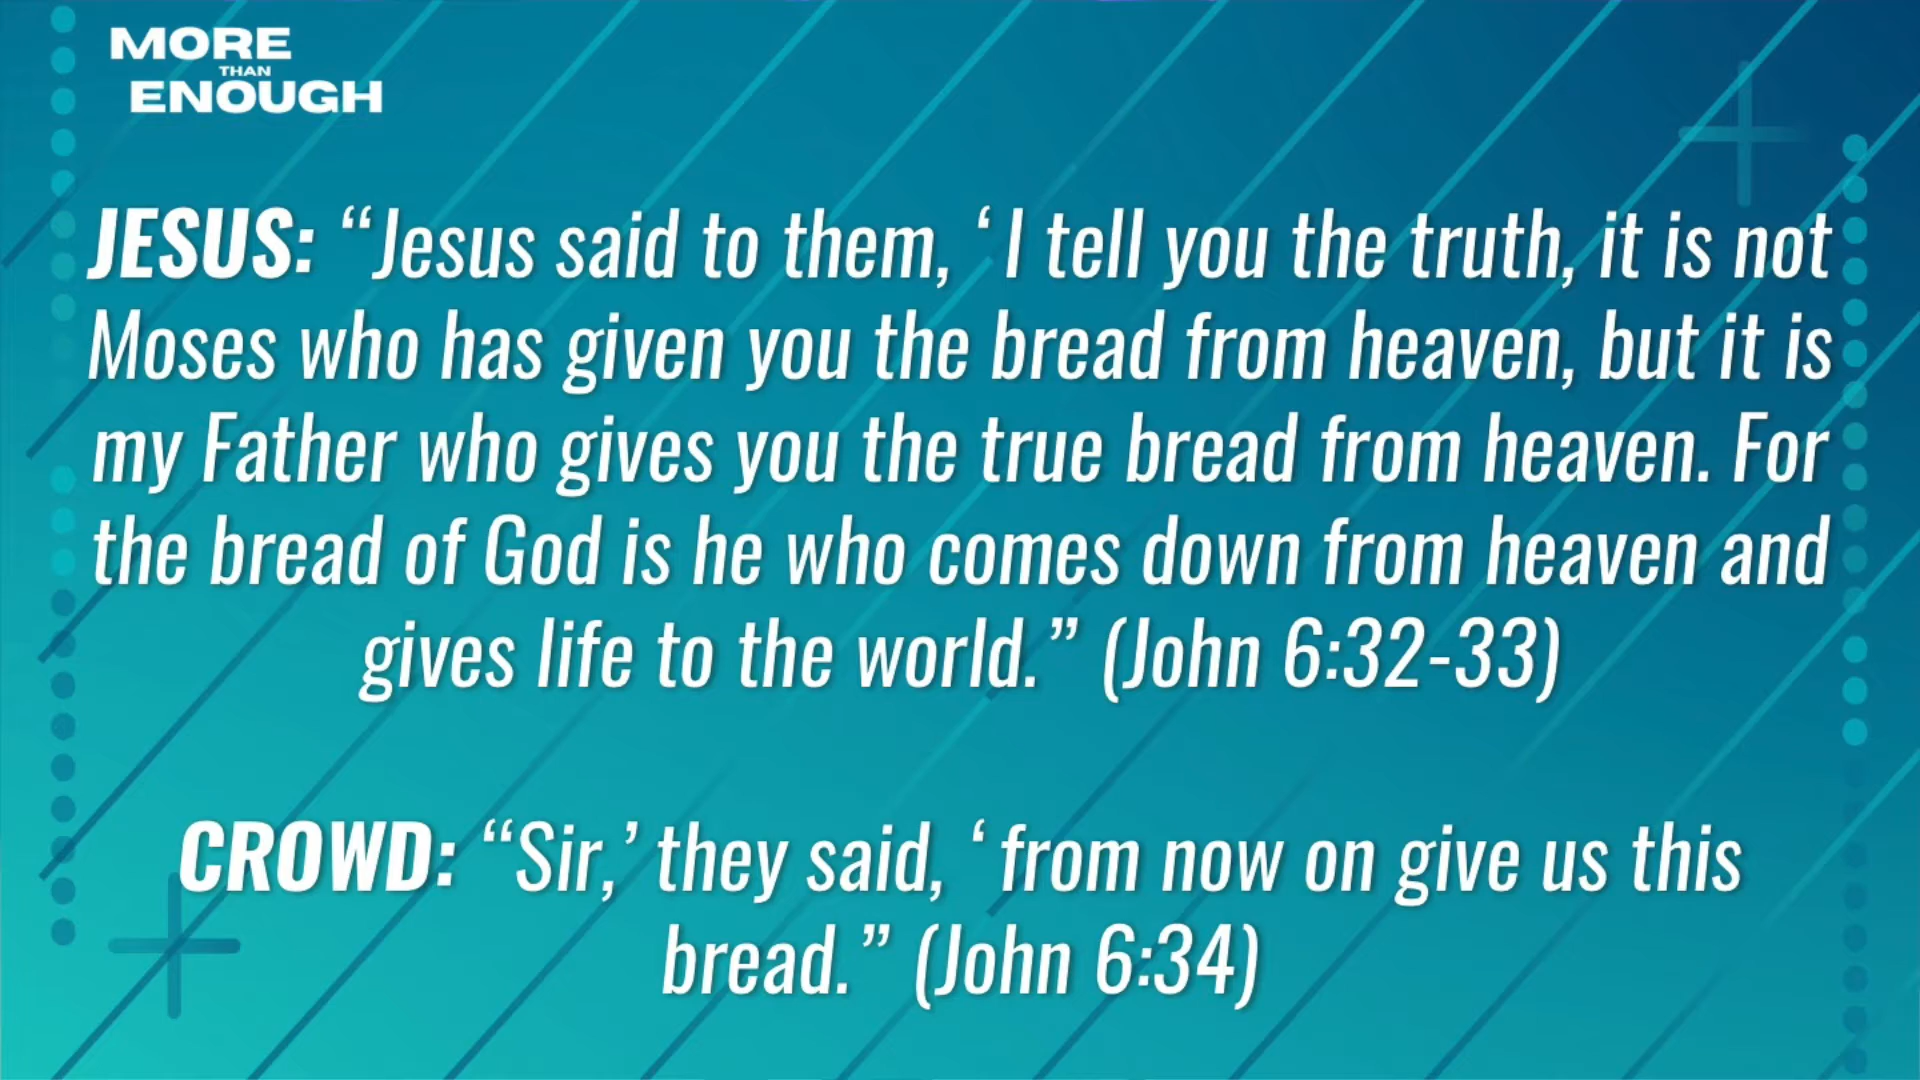 MORE
THAN
ENOUGH
JESUS: “Jesus said to them, ‘I tell you the truth, it is not
Moses who has given you the bread from heaven, but it is
my Father who gives you the true bread from heaven. For
the bread of God is he who comes down from heaven and
gives life to the world.” (John 6:32-33)
CROWD: “Sir,’ they said, ‘from now on give us this
bread.” (John 6:34)